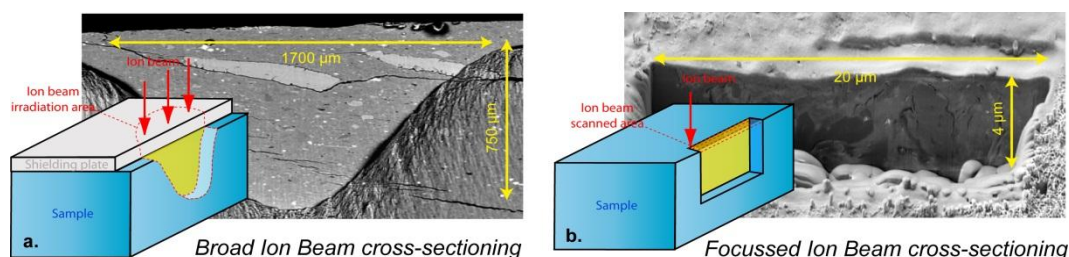 1700 µm
Ion beam
Ion beam
irradiation area
750 µm
Shielding plate
Sample
a.
Broad Ion Beam cross-sectioning
20 µm
Ion beam
Ion beam
scanned area
4 µm
Sample
b.
Focussed Ion Beam cross-sectioning